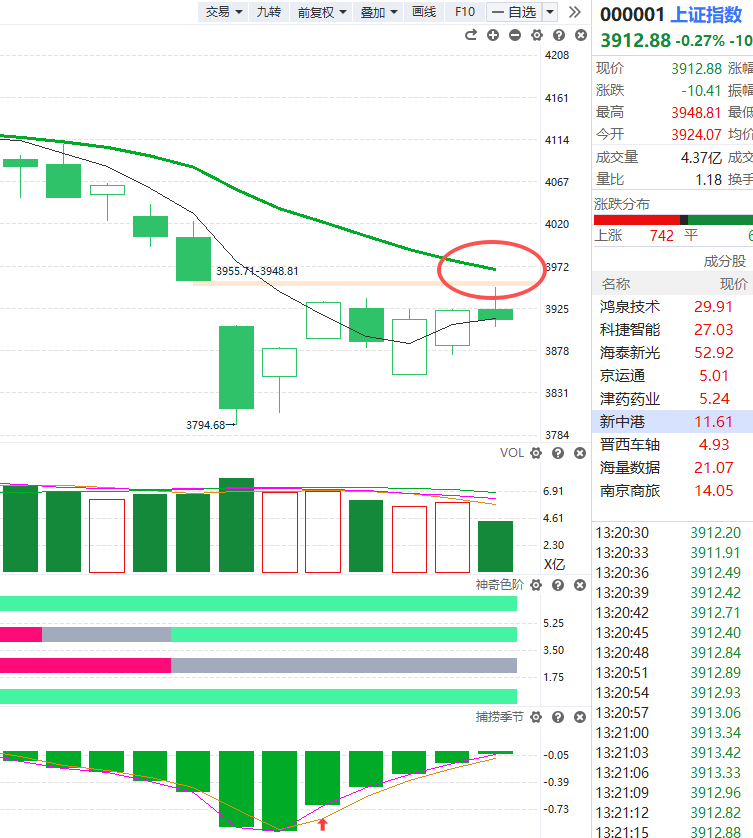 交易 九转 前复权 叠加 画线 F10 一自选
000001 上证指数
3912.88 -0.27% -10
现价 3912.88 涨幅
涨跌 -10.41 振幅
最高 3948.81 最低
今开 3924.07 均价
成交量 4.37亿 成交
量比 1.18 换手
涨跌分布
上涨 742 平 6
成分股
名称 现价
鸿泉技术 29.91
科捷智能 27.03
海泰新光 52.92
京运通 5.01
津药药业 5.24
新中港 11.61
晋西车轴 4.93
海量数据 21.07
南京商旅 14.05
13:20:30 3912.20
13:20:33 3911.91
13:20:36 3912.49
13:20:39 3912.42
13:20:42 3912.71
13:20:45 3912.40
13:20:48 3912.84
13:20:51 3912.89
13:20:54 3912.93
13:20:57 3913.06
13:21:00 3913.34
13:21:03 3913.42
13:21:06 3913.33
13:21:09 3912.96
13:21:12 3912.82
13:21:15 3912.88
4208
4161
4114
4067
4020
3972
3925
3878
3831
3784
3955.71-3948.81
3794.68→
VOL
6.91
4.61
2.30
X亿
神奇色阶
5.25
3.50
1.75
捕捞季节
-0.05
-0.39
-0.73